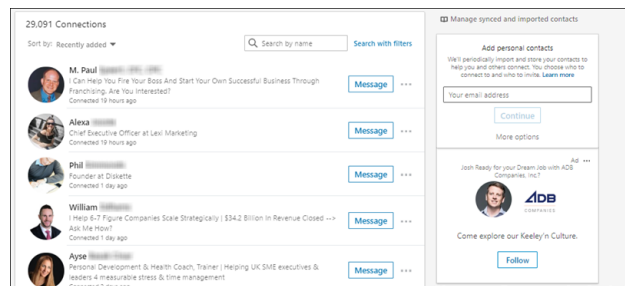 29,091 Connections
Sort by: Recently added
Search by name
Search with filters
M. Paul
I Can Help You Fire Your Boss And Start Your Own Successful Business Through
Franchising. Are You Interested?
Connected 19 hours ago
Message
Alexa
Chief Executive Officer at Lexi Marketing
Connected 19 hours ago
Message
Phil
Founder at Diskette
Connected 1 day ago
Message
William
I Help 6-7 Figure Companies Scale Strategically | $34.2 Billion In Revenue Closed -->
Ask Me How?
Connected 1 day ago
Message
Ayse
Personal Development & Health Coach, Trainer | Helping UK SME executives &
leaders 4 measurable stress & time management
Message
Manage synced and imported contacts
Add personal contacts
We'll periodically import and store your contacts to
help you and others connect. You choose who to
connect to and who to invite. Learn more
Your email address
Continue
More options
Ad
Josh Ready for your Dream Job with ADB
Companies, Inc.?
ADB
COMPANIES
Come explore our Keeley'n Culture.
Follow